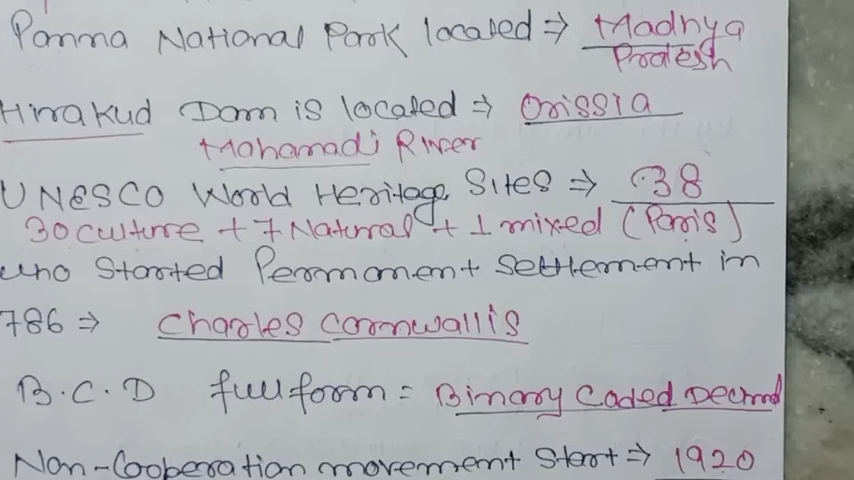 Panna National Park located ⇒ Madhya
Pradesh
Hirakud Dam is located ⇒ Orissia
Mahanadi River
UNESCO World Heritage Sites ⇒ 38
30 culture + 7 Natural + 1 mixed (Paris)
who Started Permanent Settlement in
786 ⇒ Charles Cornwallis
B.C.D full form = Binary Coded Decimal
Non-Cooperation movement start ⇒ 1920